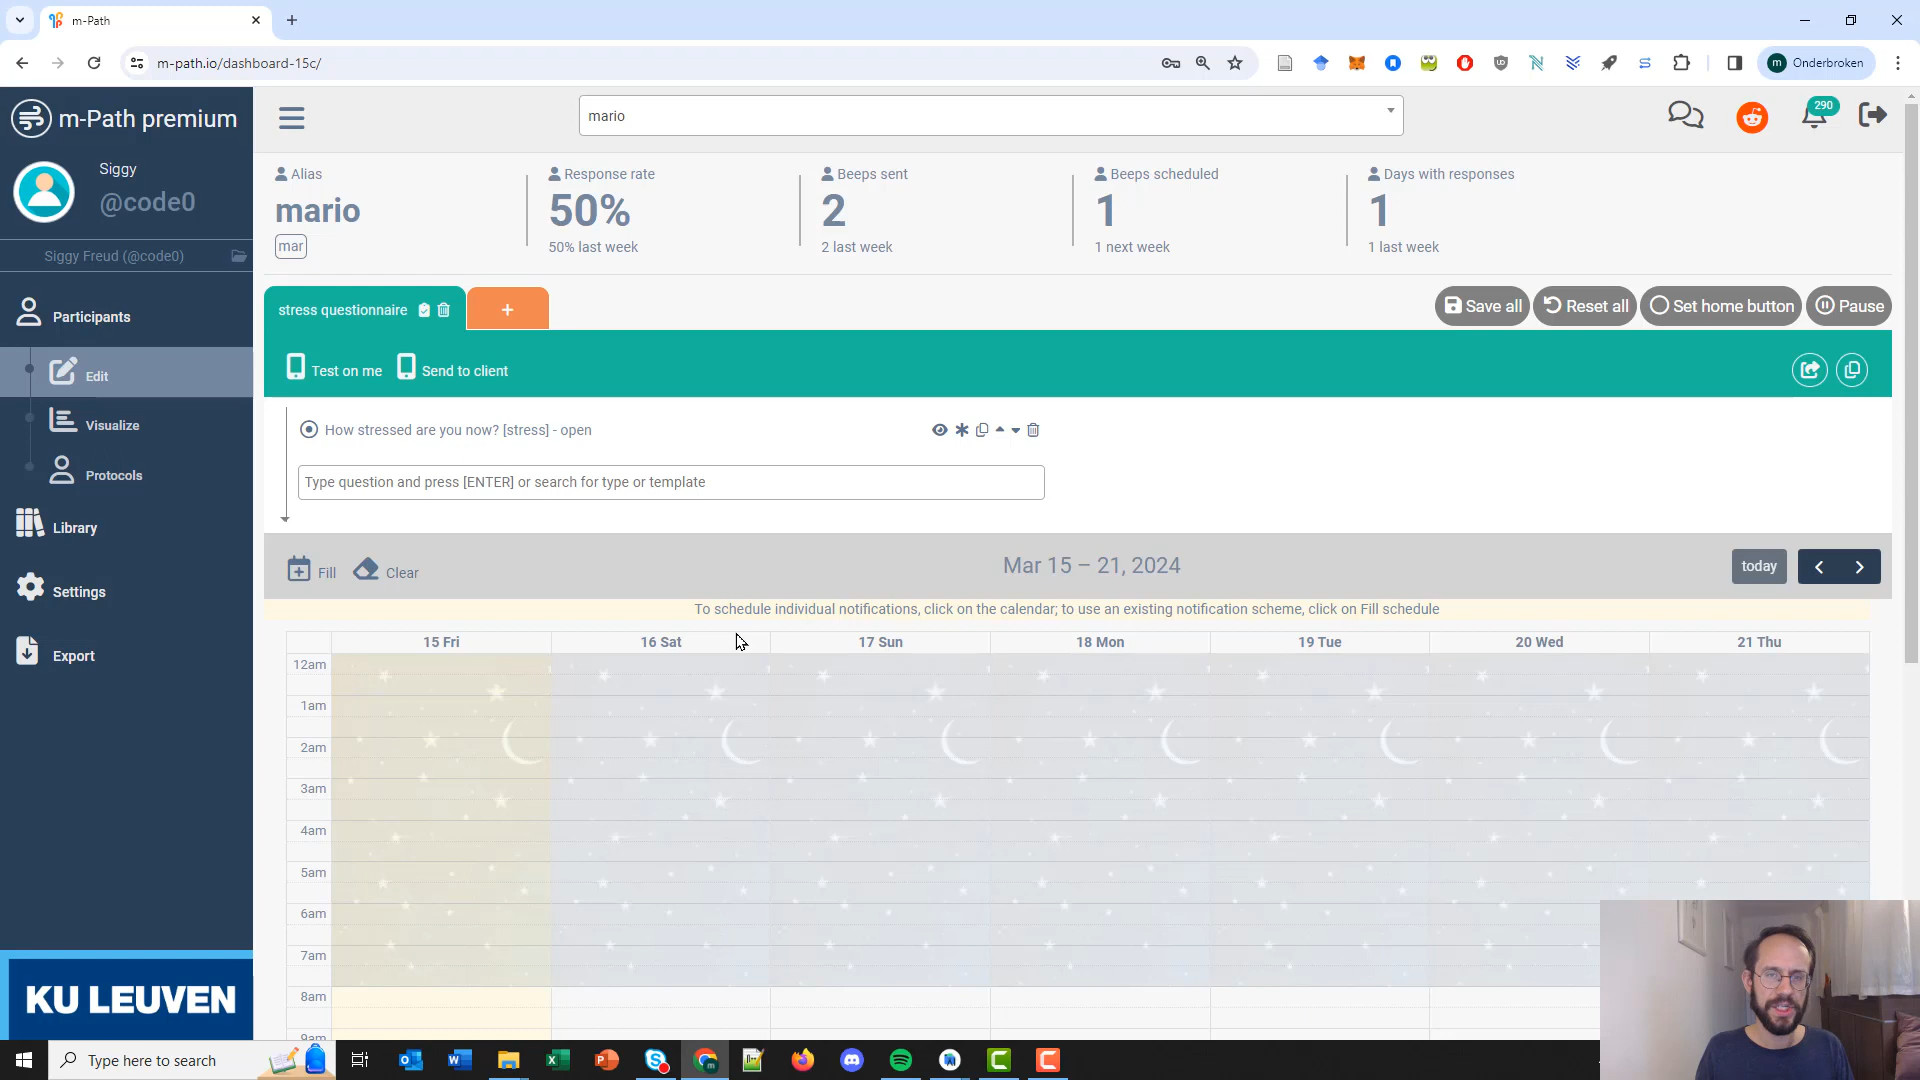 m-Path
m-path.io/dashboard-15c/
m
Onderbroken
m-Path premium
Siggy
@code0
Siggy Freud (@code0)
Participants
Edit
Visualize
Protocols
Library
Settings
Export
KU LEUVEN
mario
290
Alias
mario
mar
Response rate
50%
50% last week
Beeps sent
2
2 last week
Beeps scheduled
1
1 next week
Days with responses
1
1 last week
stress questionnaire
+
Save all
Reset all
Set home button
Pause
Test on me
Send to client
How stressed are you now? [stress] - open
Type question and press [ENTER] or search for type or template
Fill
Clear
Mar 15 – 21, 2024
today
To schedule individual notifications, click on the calendar; to use an existing notification scheme, click on Fill schedule
15 Fri
16 Sat
17 Sun
18 Mon
19 Tue
20 Wed
21 Thu
12am
1am
2am
3am
4am
5am
6am
7am
8am
9am
Type here to search